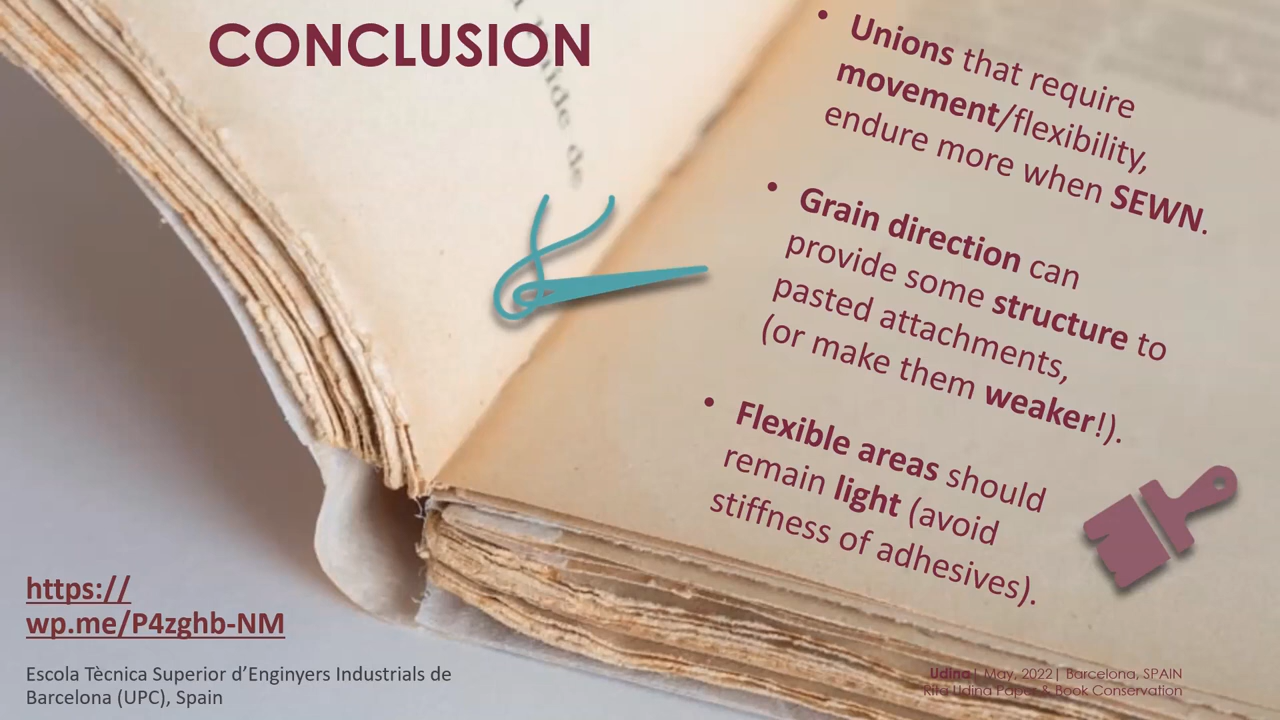 CONCLUSION
• Unions that require
movement/flexibility,
endure more when SEWN.
• Grain direction can
provide some structure to
pasted attachments,
(or make them weaker!).
• Flexible areas should
remain light (avoid
stiffness of adhesives).
https://
wp.me/P4zghb-NM
Escola Tècnica Superior d’Enginyers Industrials de
Barcelona (UPC), Spain
Udina| May, 2022| Barcelona, SPAIN
Rita Udina Paper & Book Conservation